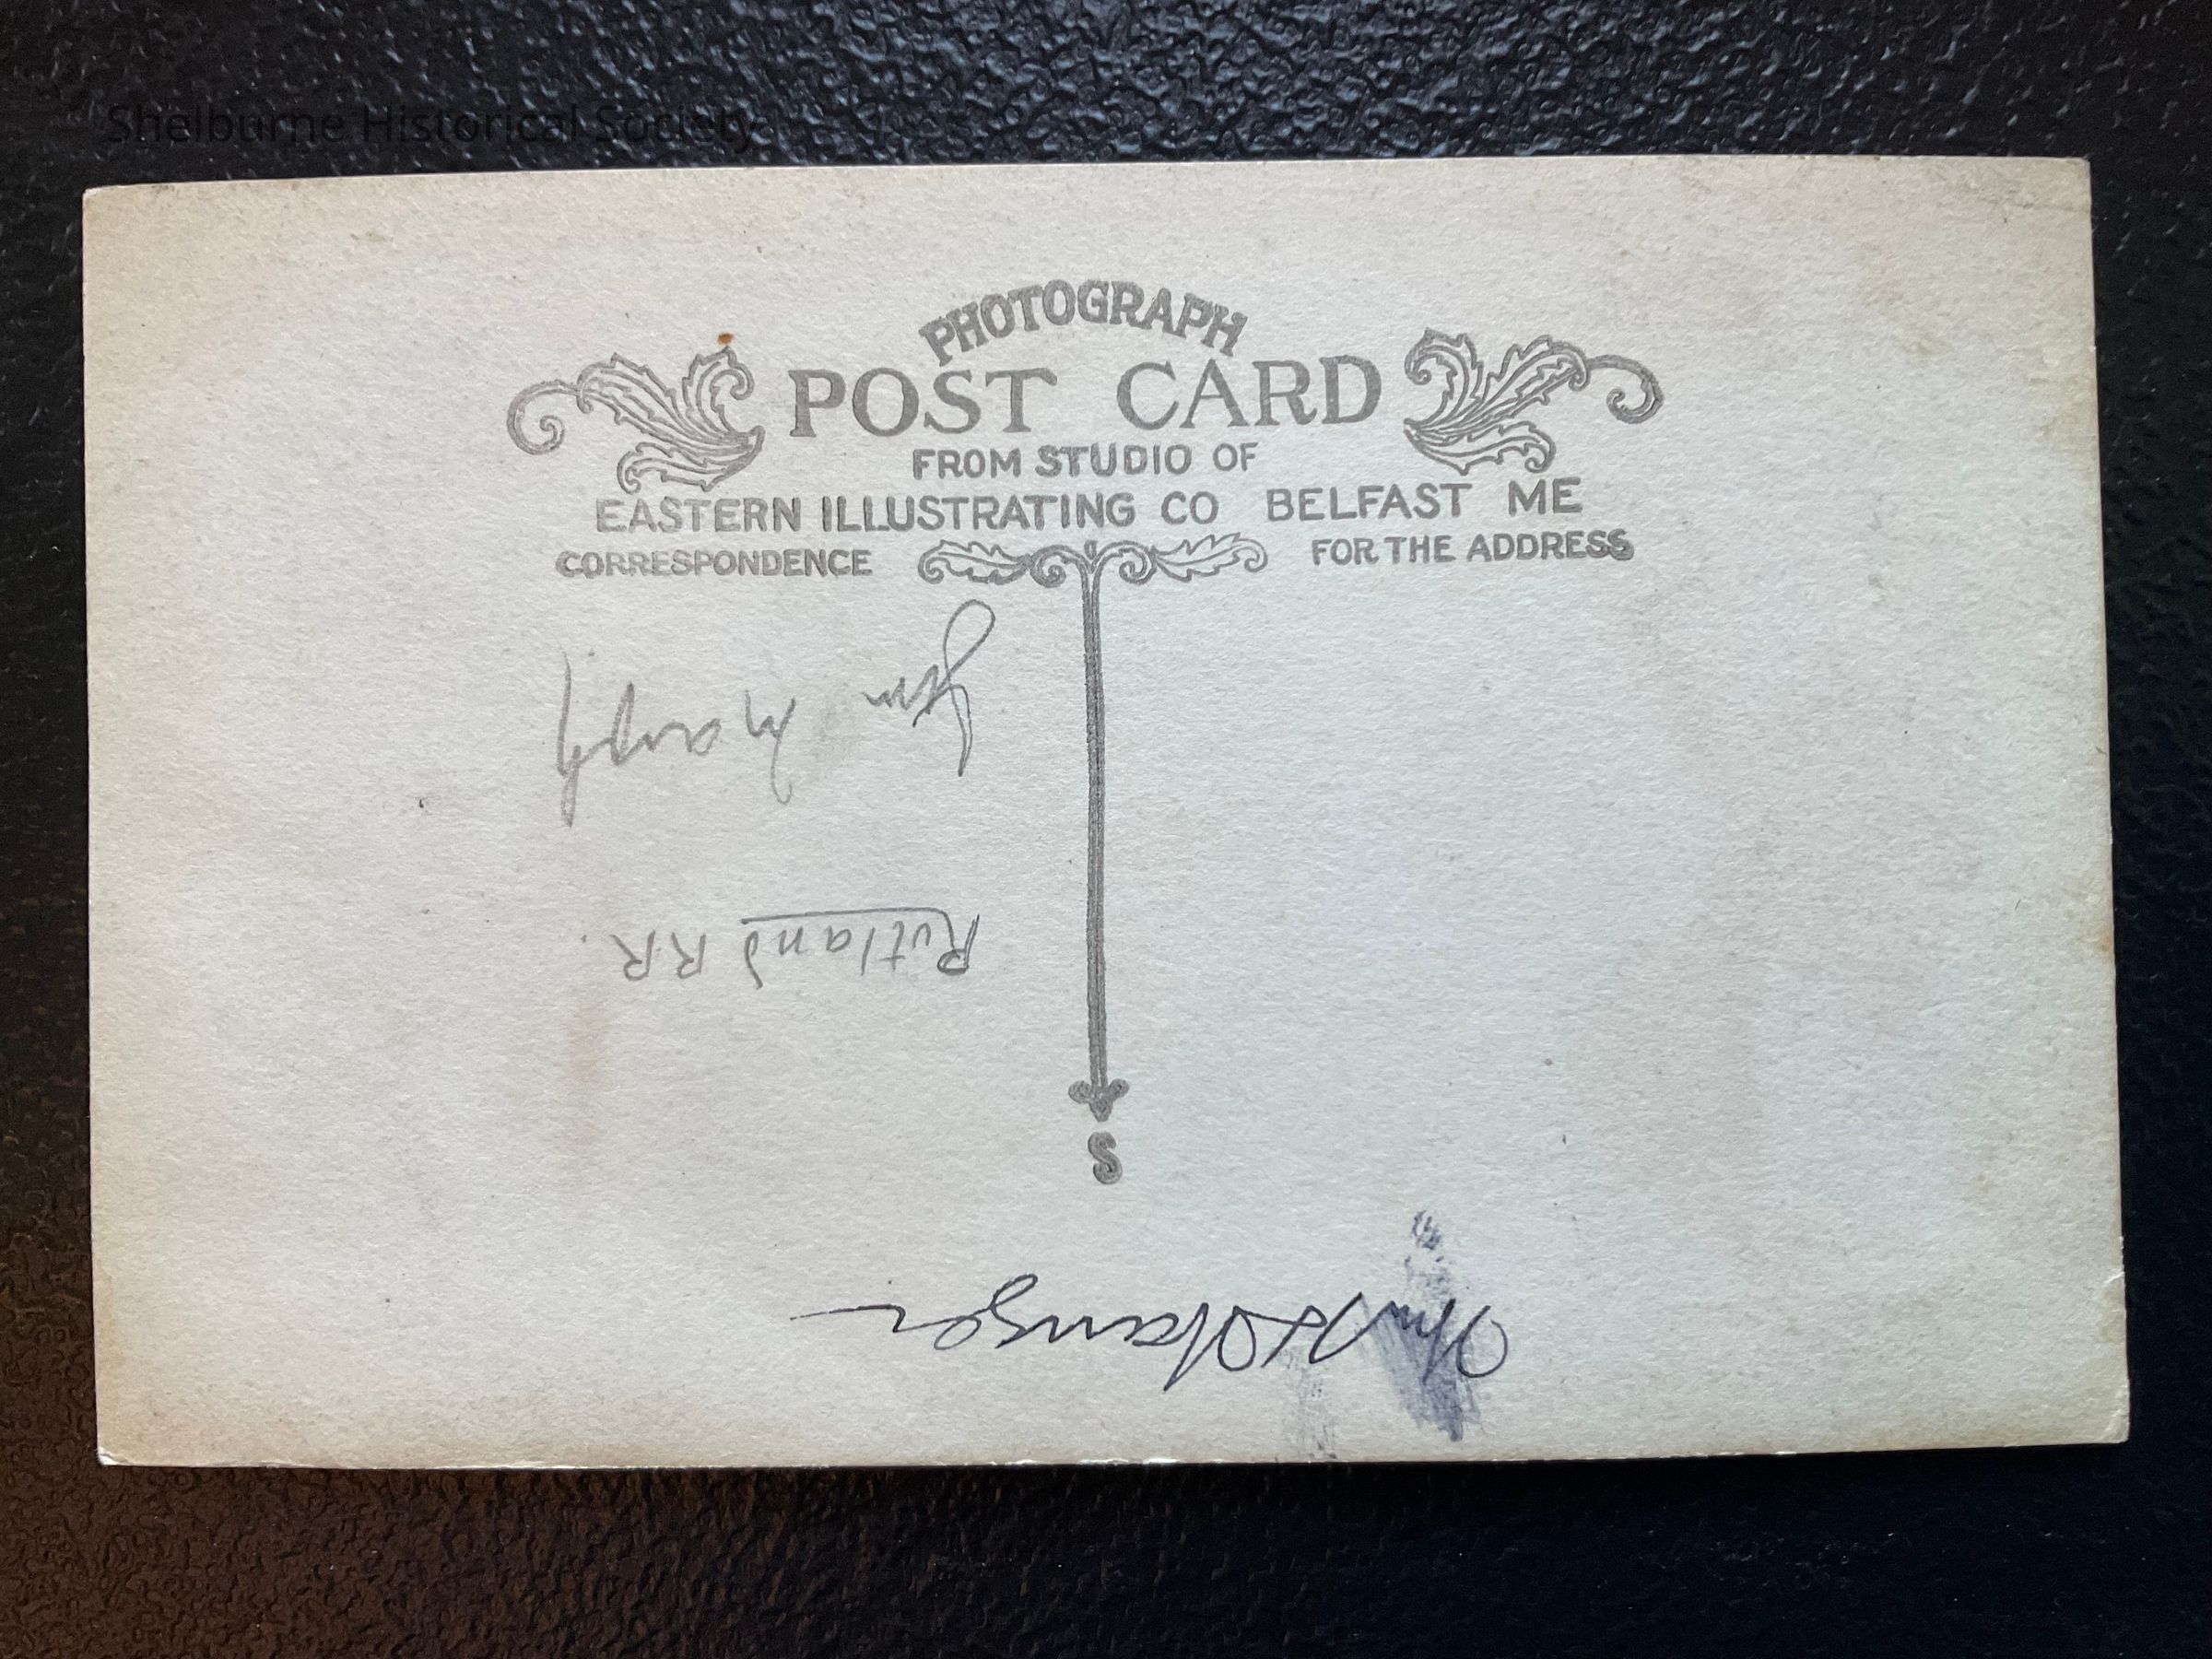 Shelburne Historical Society
PHOTOGRAPH
POST CARD
FROM STUDIO OF
EASTERN ILLUSTRATING CO BELFAST ME
CORRESPONDENCE FOR THE ADDRESS
S
Rutland RR.